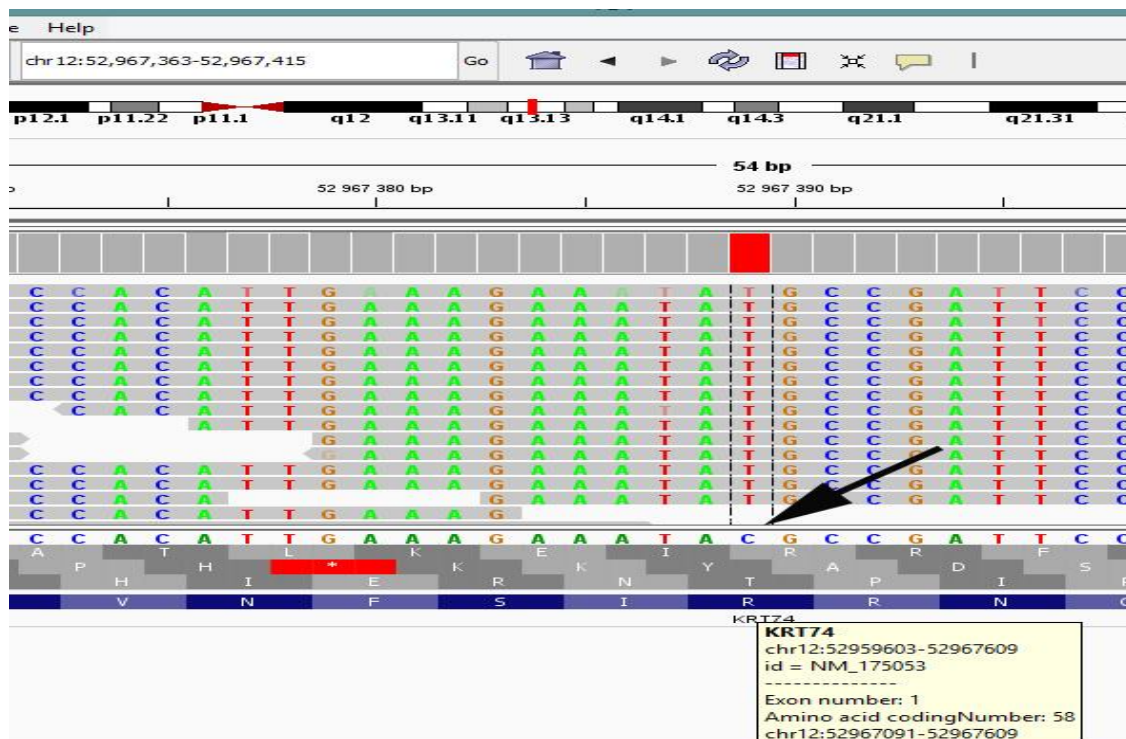 e Help
chr12:52,967,363-52,967,415 Go
p12.1 p11.22 p11.1 q12 q13.11 q13.13 q14.1 q14.3 q21.1 q21.31
54 bp
52 967 380 bp 52 967 390 bp
C C A C A T T G A A A G A A A T A T G C C G A T T C C
C C A C A T T G A A A G A A A T A T G C C G A T T C C
C C A C A T T G A A A G A A A T A T G C C G A T T C C
C C A C A T T G A A A G A A A T A T G C C G A T T C C
C C A C A T T G A A A G A A A T A T G C C G A T T C C
C C A C A T T G A A A G A A A T A T G C C G A T T C C
C C A C A T T G A A A G A A A T A T G C C G A T T C C
C C A C A T T G A A A G A A A T A T G C C G A T T C C
C A C A T T G A A A G A A A T A T G C C G A T T C C
A T T G A A A G A A A T A T G C C G A T T C C
G A A A G A A A T A T G C C G A T T C C
G A A A G A A A T A T G C C G A T T C C
C C A C A T T G A A A G A A A T A T G C C G A T T C C
C C A C A T T G A A A G A A A T A T G C C G A T T C C
C C A C A G A A A T A T G C C G A T T C C
C C A C A T T G A A A G
C C A C A T T G A A A G A A A T A C G C C G A T T C C
A T L K E I R R F
P H * K K Y A D S
H I E R N T P I
V N F S I R R N
KRT74
KRT74
chr12:52959603-52967609
id = NM_175053
--------------
Exon number: 1
Amino acid codingNumber: 58
chr12:52967091-52967609